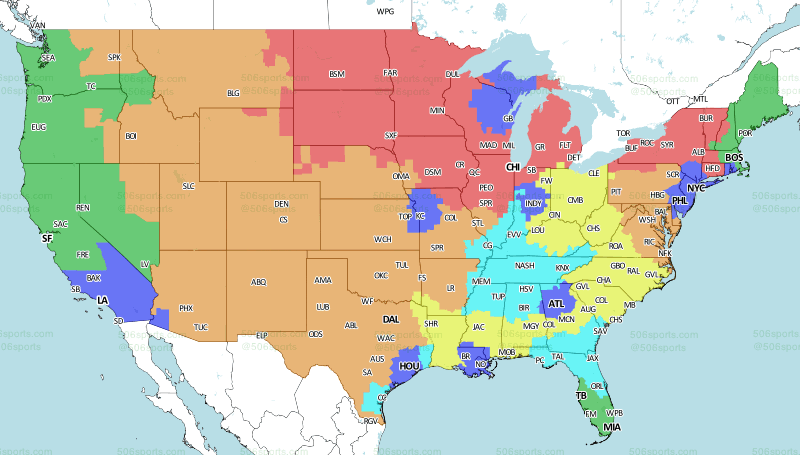 WPG
VAN
SEA
SPK
506sports.com
@506sports.com
TC
PDX
EUG
BOI
BLG
BSM
FAR
DUL
MIN
SXF
GB
MAD
MIL
GR
FLT
DET
CHI
SB
OTT
MTL
TOR
BUF
ROC
SYR
BUR
ALB
POR
BOS
HFD
SCR
NYC
PHL
HBG
BAL
WSH
RIC
NFK
PIT
CLE
FW
CMB
CIN
INDY
LOU
CHS
ROA
EVV
DSM
CR
QC
PEO
SPR
OMA
STL
COL
KC
TOP
SLC
REN
SAC
SF
FRE
BAK
SB
LA
SD
LV
DEN
CS
WCH
SPR
CG
TUL
OKC
FS
LR
AMA
ABQ
PHX
TUC
ELP
LUB
WF
ODS
ABL
DAL
WAC
AUS
SA
HOU
CC
RGV
SHR
JAC
BR
NO
MOB
MEM
NASH
KNX
TUP
HSV
BIR
ATL
MCN
MGY
COL
CHA
GVL
GBO
RAL
GVL
COL
AUG
MB
CHS
SAV
JAX
TAL
PC
ORL
TB
FM
WPB
MIA